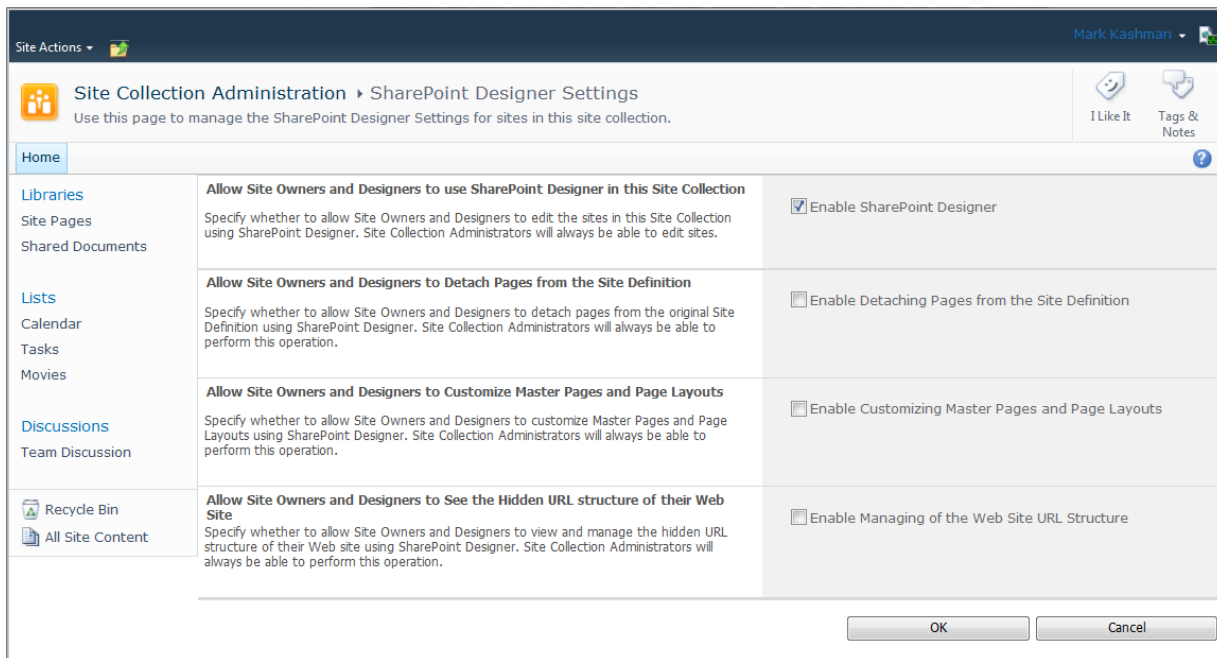 Mark Kashman
Site Actions
Site Collection Administration ▸ SharePoint Designer Settings
Use this page to manage the SharePoint Designer Settings for sites in this site collection.
I Like It
Tags &
Notes
Home
Libraries
Site Pages
Shared Documents
Lists
Calendar
Tasks
Movies
Discussions
Team Discussion
Recycle Bin
All Site Content
Allow Site Owners and Designers to use SharePoint Designer in this Site Collection
Specify whether to allow Site Owners and Designers to edit the sites in this Site Collection
using SharePoint Designer. Site Collection Administrators will always be able to edit sites.
Enable SharePoint Designer
Allow Site Owners and Designers to Detach Pages from the Site Definition
Specify whether to allow Site Owners and Designers to detach pages from the original Site
Definition using SharePoint Designer. Site Collection Administrators will always be able to
perform this operation.
Enable Detaching Pages from the Site Definition
Allow Site Owners and Designers to Customize Master Pages and Page Layouts
Specify whether to allow Site Owners and Designers to customize Master Pages and Page
Layouts using SharePoint Designer. Site Collection Administrators will always be able to
perform this operation.
Enable Customizing Master Pages and Page Layouts
Allow Site Owners and Designers to See the Hidden URL structure of their Web
Site
Specify whether to allow Site Owners and Designers to view and manage the hidden URL
structure of their Web site using SharePoint Designer. Site Collection Administrators will
always be able to perform this operation.
Enable Managing of the Web Site URL Structure
OK
Cancel